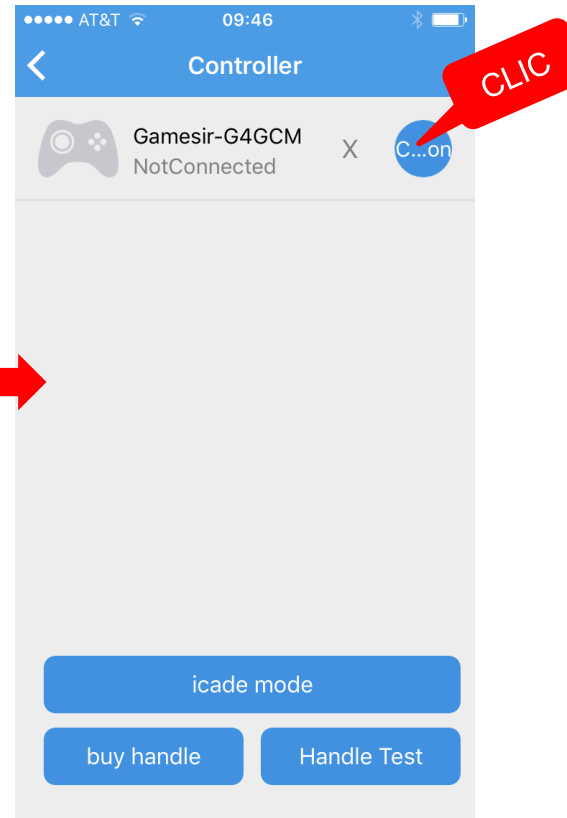 AT&T 09:46
Controller
CLIC
Gamesir-G4GCM
NotConnected
X
C...on
icade mode
buy handle
Handle Test